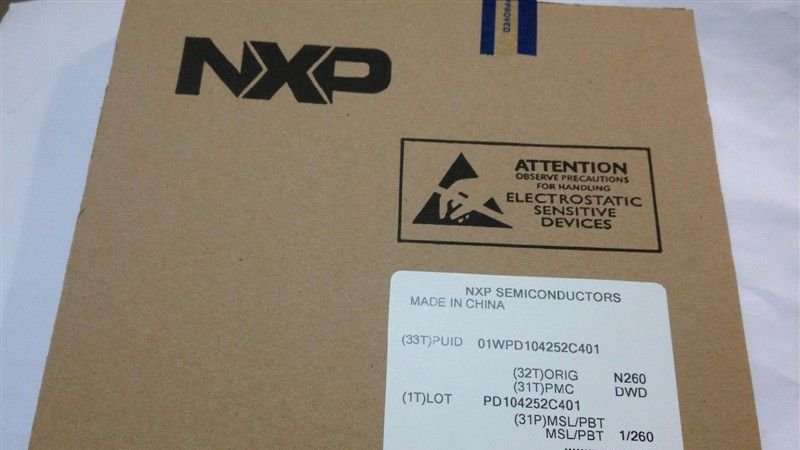 NXP
PROVED
ATTENTION
OBSERVE PRECAUTIONS
FOR HANDLING
ELECTROSTATIC
SENSITIVE
DEVICES
NXP SEMICONDUCTORS
MADE IN CHINA
(33T)PUID 01WPD104252C401
(32T)ORIG N260
(31T)PMC DWD
(1T)LOT PD104252C401
(31P)MSL/PBT
MSL/PBT 1/260